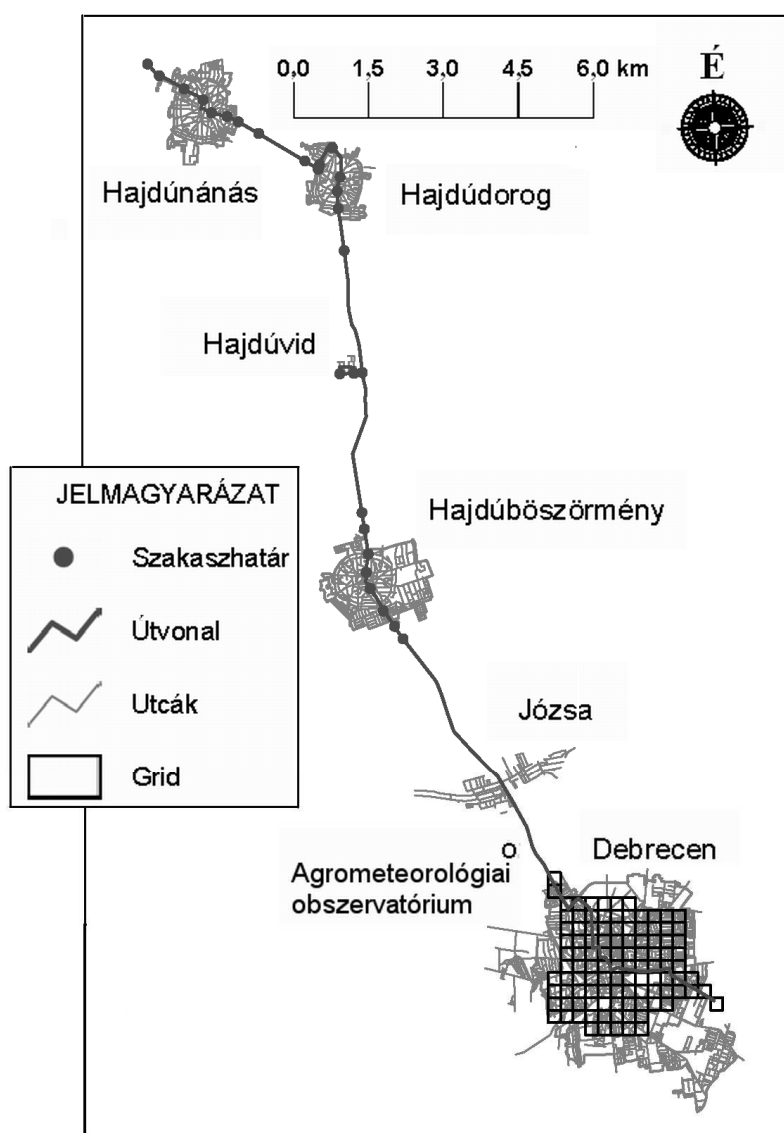 0,0 1,5 3,0 4,5 6,0 km
É
Hajdúnánás
Hajdúdorog
Hajdúvid
Hajdúböszörmény
JELMAGYARÁZAT
Szakaszhatár
Útvonal
Utcák
Grid
Józsa
Debrecen
Agrometeorológiai
obszervatórium